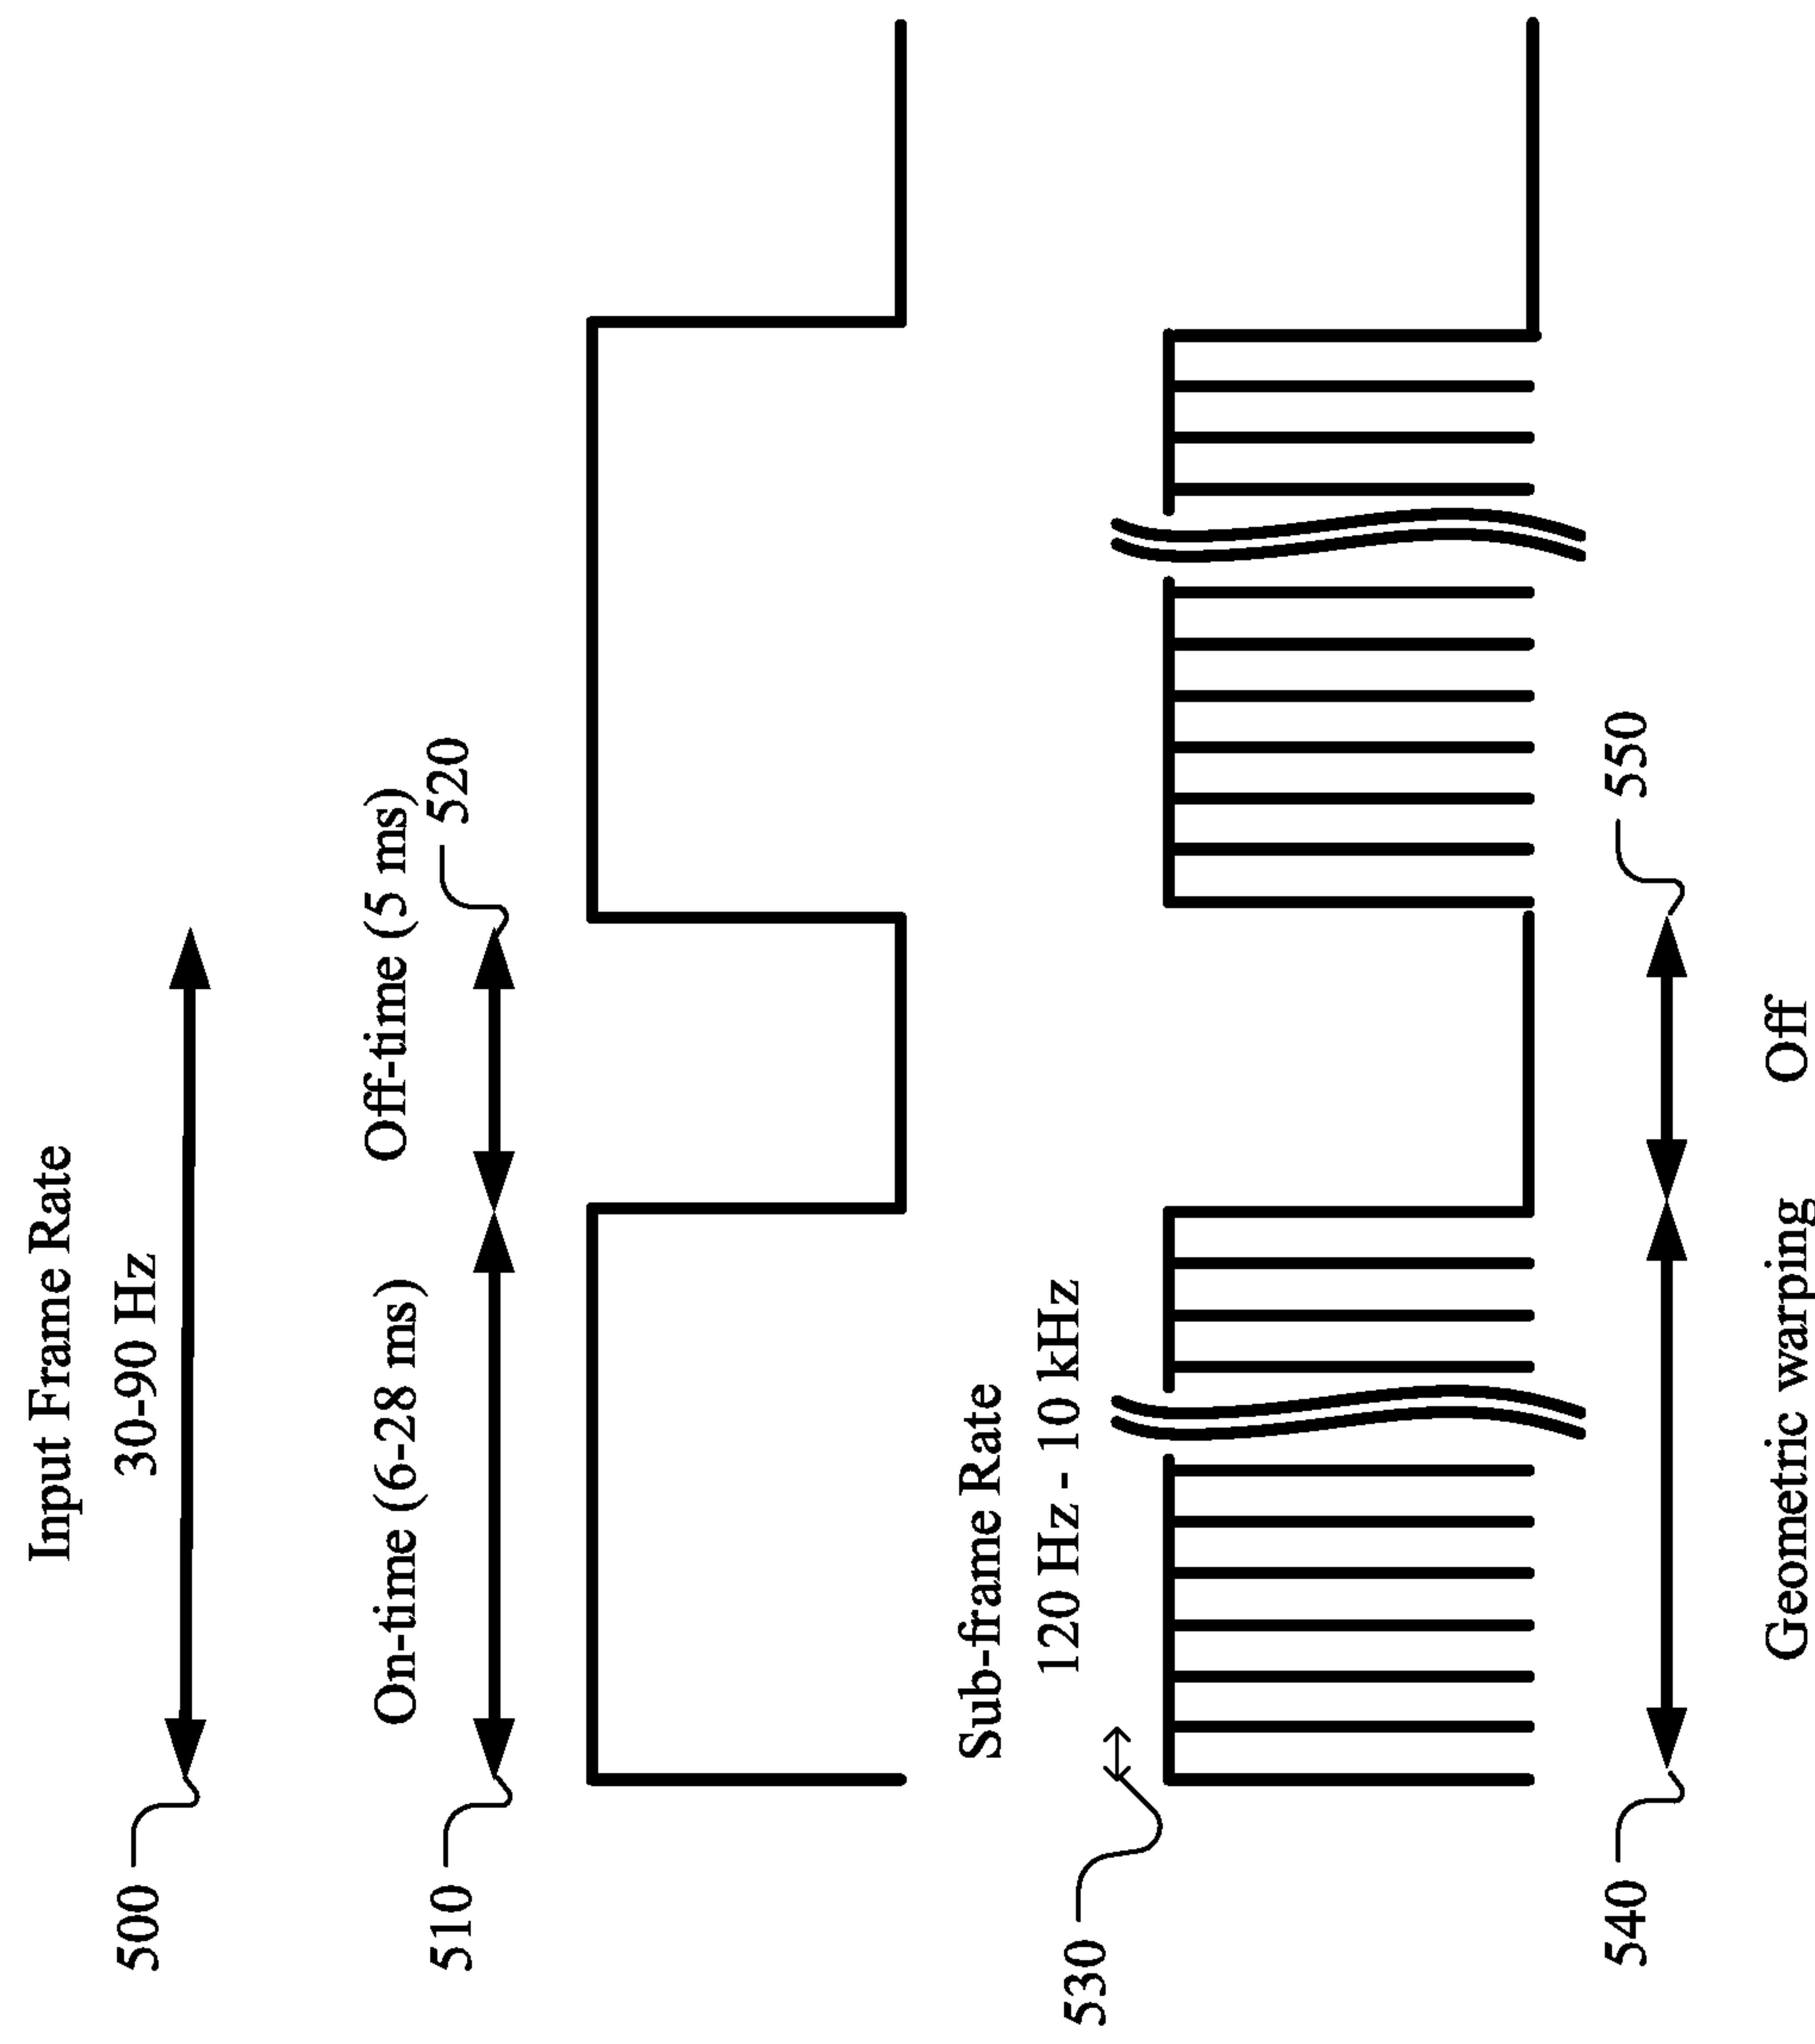 Input Frame Rate
30-90 Hz
500
On-time (6-28 ms)
Off-time (5 ms)
510
520
Sub-frame Rate
120 Hz - 10 kHz
530
540
550
Geometric warping
Off